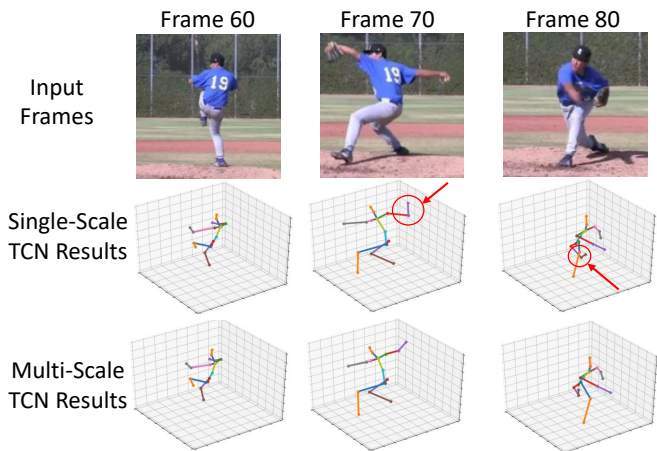 Frame 60 Frame 70 Frame 80
Input
Frames
19
19
Single-Scale
TCN Results
Multi-Scale
TCN Results